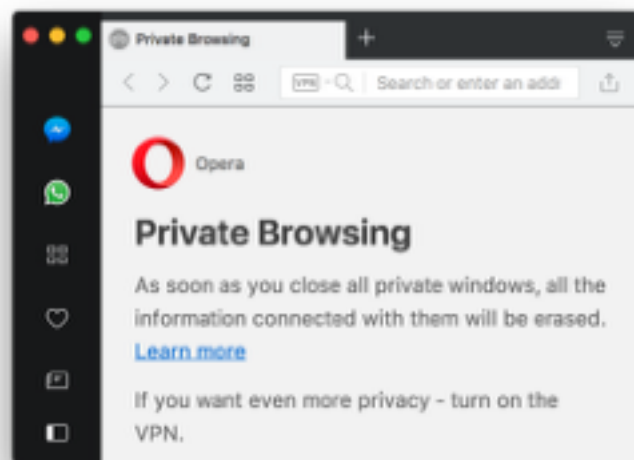 Private Browsing
VPN
Search or enter an addr
Opera
Private Browsing
As soon as you close all private windows, all the
information connected with them will be erased.
Learn more
If you want even more privacy - turn on the
VPN.